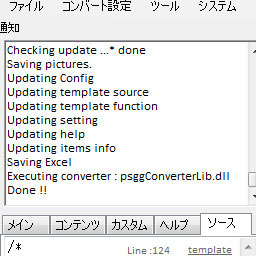 ファイル コンバート設定 ツール システム
通知
Checking update ...* done
Saving pictures.
Updating Config
Updating template source
Updating template function
Updating setting
Updating help
Updating items info
Saving Excel
Executing converter : psggConverterLib.dll
Done !!
メイン コンテンツ カスタム ヘルプ ソース
/* Line :124 template